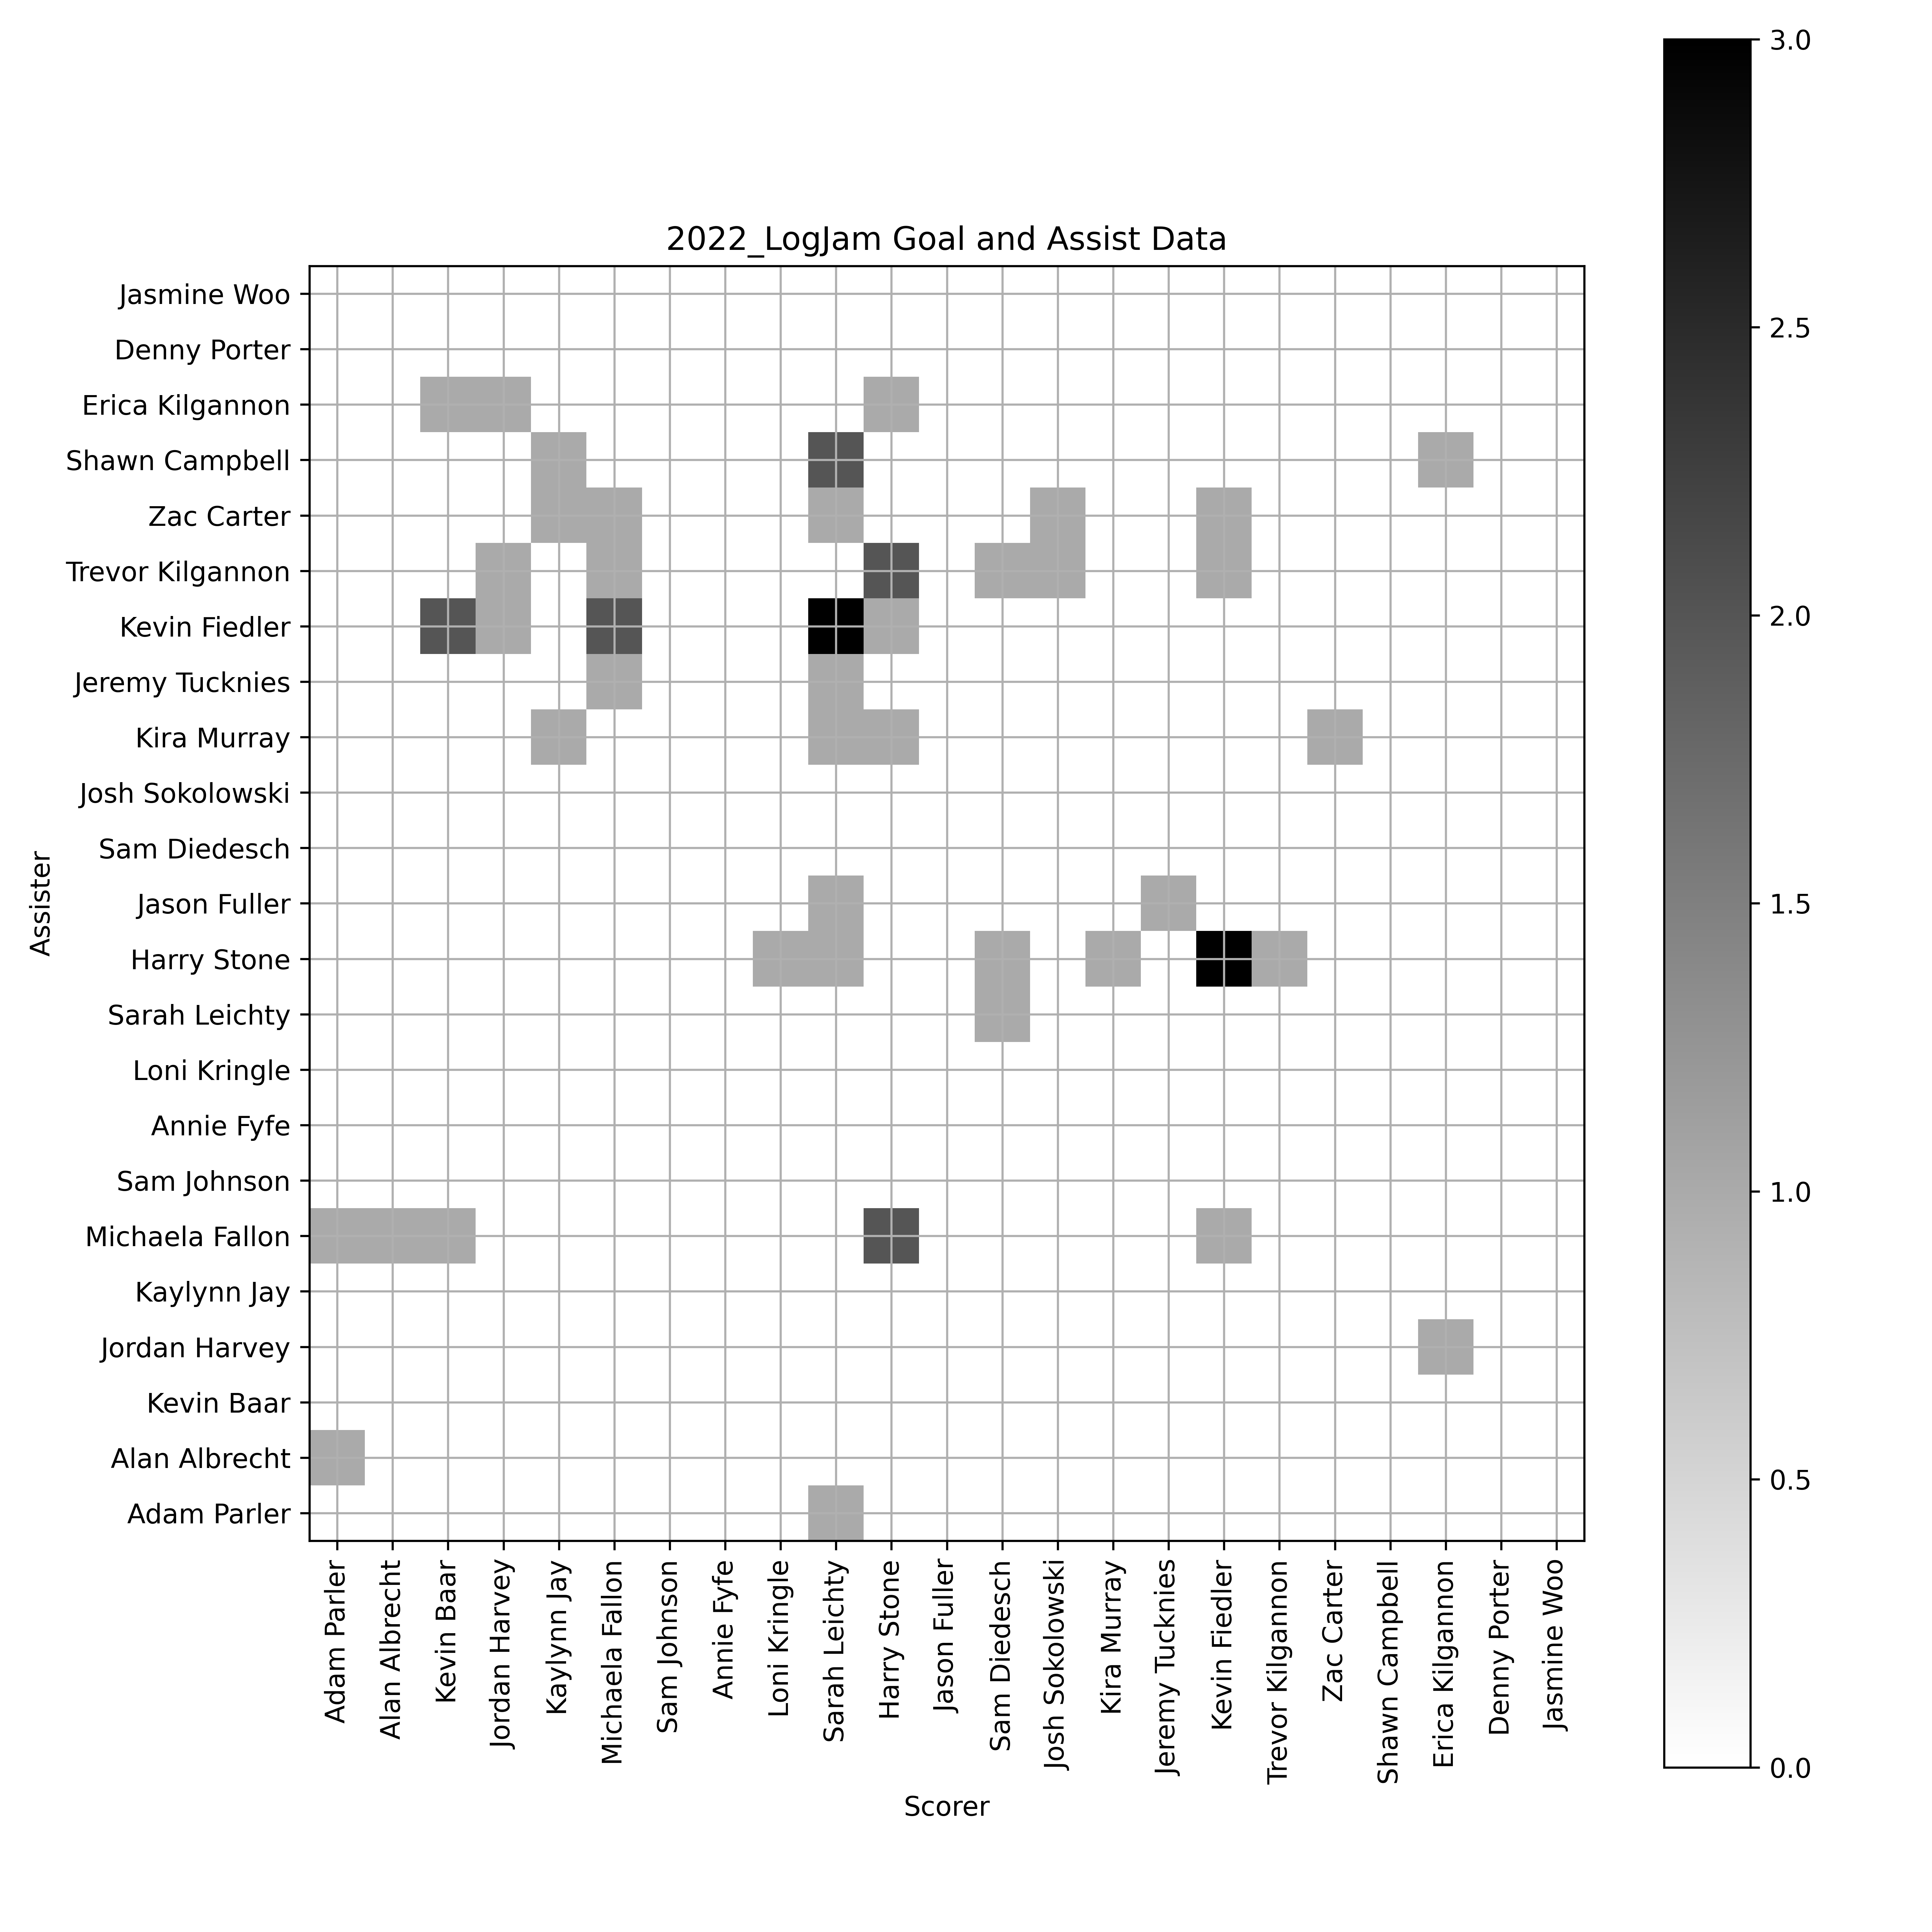 2022_LogJam Goal and Assist Data
Assister
Jasmine Woo
Denny Porter
Erica Kilgannon
Shawn Campbell
Zac Carter
Trevor Kilgannon
Kevin Fiedler
Jeremy Tucknies
Kira Murray
Josh Sokolowski
Sam Diedesch
Jason Fuller
Harry Stone
Sarah Leichty
Loni Kringle
Annie Fyfe
Sam Johnson
Michaela Fallon
Kaylynn Jay
Jordan Harvey
Kevin Baar
Alan Albrecht
Adam Parler
Adam Parler
Alan Albrecht
Kevin Baar
Jordan Harvey
Kaylynn Jay
Michaela Fallon
Sam Johnson
Annie Fyfe
Loni Kringle
Sarah Leichty
Harry Stone
Jason Fuller
Sam Diedesch
Josh Sokolowski
Kira Murray
Jeremy Tucknies
Kevin Fiedler
Trevor Kilgannon
Zac Carter
Shawn Campbell
Erica Kilgannon
Denny Porter
Jasmine Woo
Scorer
3.0
2.5
2.0
1.5
1.0
0.5
0.0